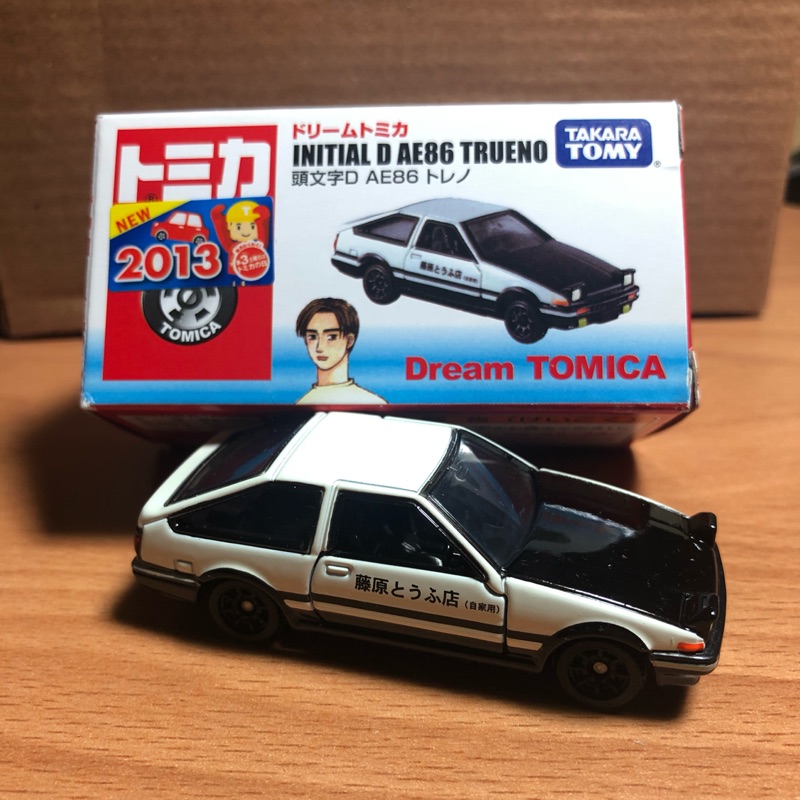 トミカ
NEW
2013
TOMICA
ドリームトミカ
INITIAL D AE86 TRUENO
頭文字D AE86 トレノ
TAKARA
TOMY
®
藤原とうふ店(自家用)
Dream TOMICA
藤原とうふ店(自家用)